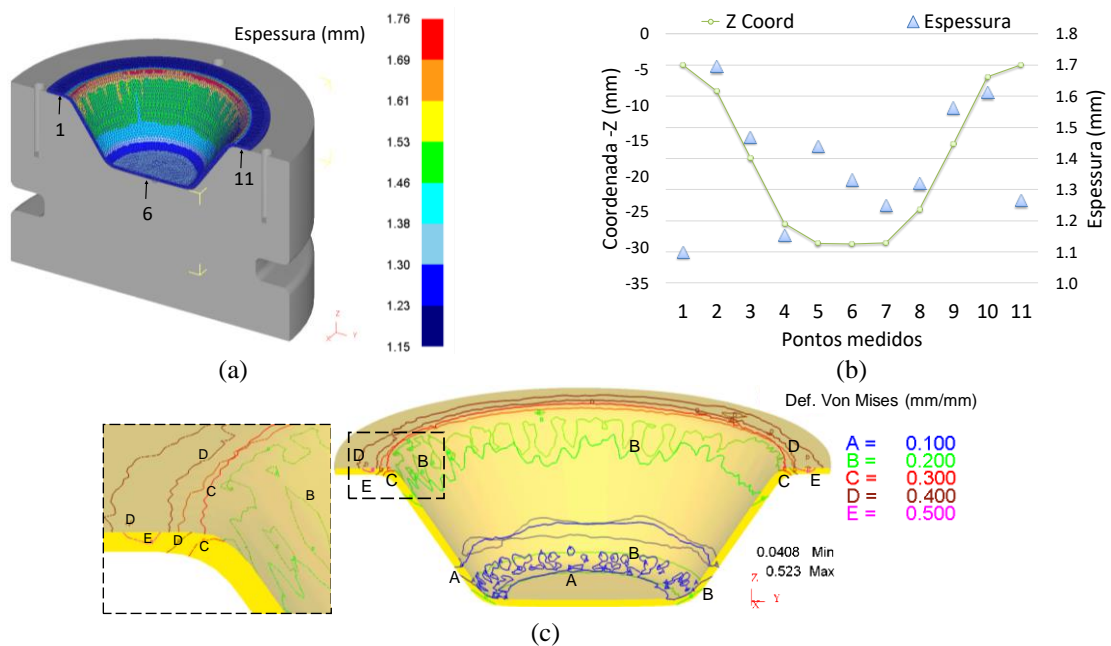 Espessura (mm)
1.76
1.69
1.61
1.53
1.46
1.38
1.30
1.23
1.15
1
11
6
Z
X
Y
(a)
Z Coord
Espessura
0
-5
-10
-15
-20
-25
-30
-35
Coordenada -Z (mm)
1.8
1.7
1.6
1.5
1.4
1.3
1.2
1.1
1.0
Espessura (mm)
1 2 3 4 5 6 7 8 9 10 11
Pontos medidos
(b)
D
D
C
B
D
E
D
C
D
B
C
E
B
D
C
E
A
B
A
B
Def. Von Mises (mm/mm)
A = 0.100
B = 0.200
C = 0.300
D = 0.400
E = 0.500
0.0408 Min
0.523 Max
Z
X
Y
(c)